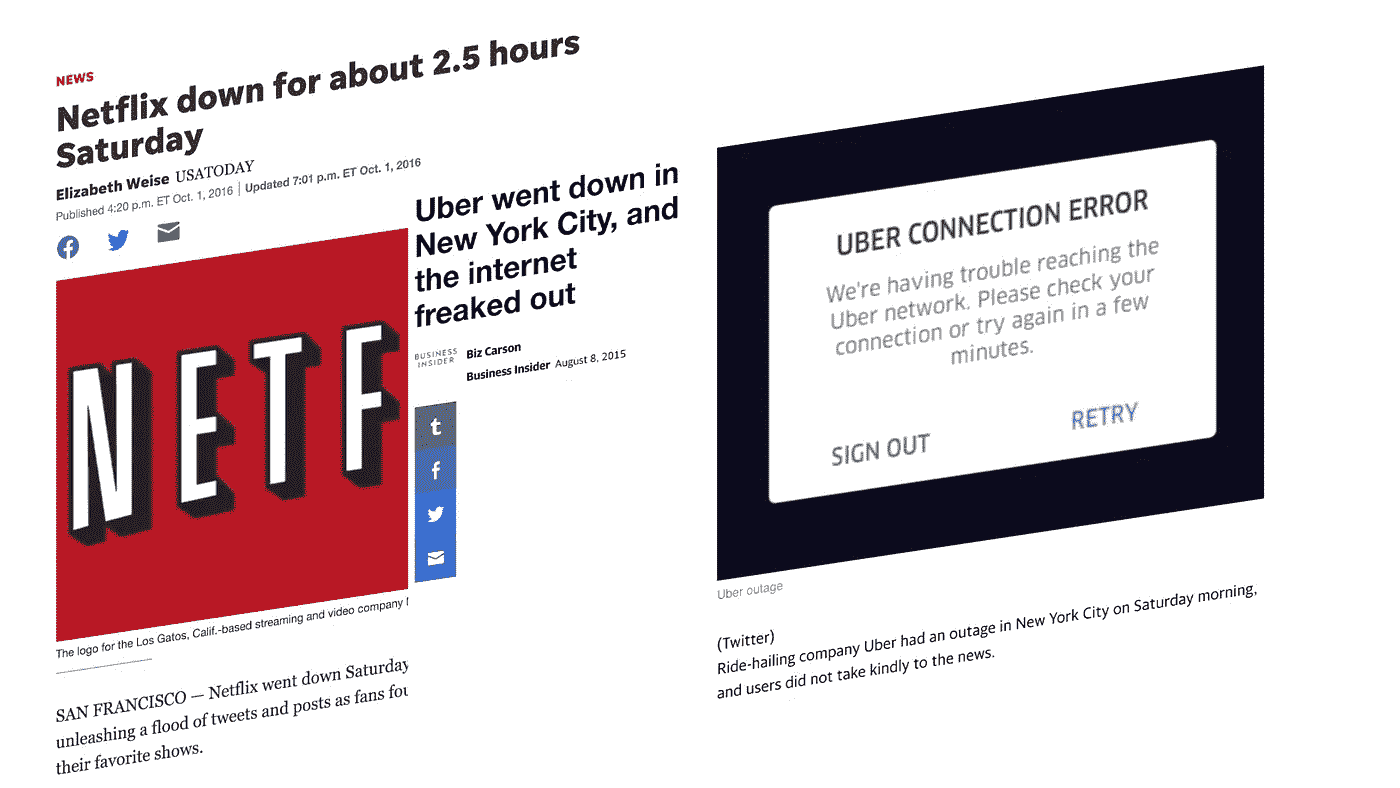 NEWS
Netflix down for about 2.5 hours
Saturday
Elizabeth Weise USATODAY
Published 4:20 p.m. ET Oct. 1, 2016 | Updated 7:01 p.m. ET Oct. 1, 2016
NETF
The logo for the Los Gatos, Calif.-based streaming and video company
SAN FRANCISCO — Netflix went down Saturday
unleashing a flood of tweets and posts as fans fou
their favorite shows.
Uber went down in
New York City, and
the internet
freaked out
BUSINESS
INSIDER
Biz Carson
Business Insider August 8, 2015
UBER CONNECTION ERROR
We're having trouble reaching the
Uber network. Please check your
connection or try again in a few
minutes.
SIGN OUT
RETRY
Uber outage
(Twitter)
Ride-hailing company Uber had an outage in New York City on Saturday morning,
and users did not take kindly to the news.